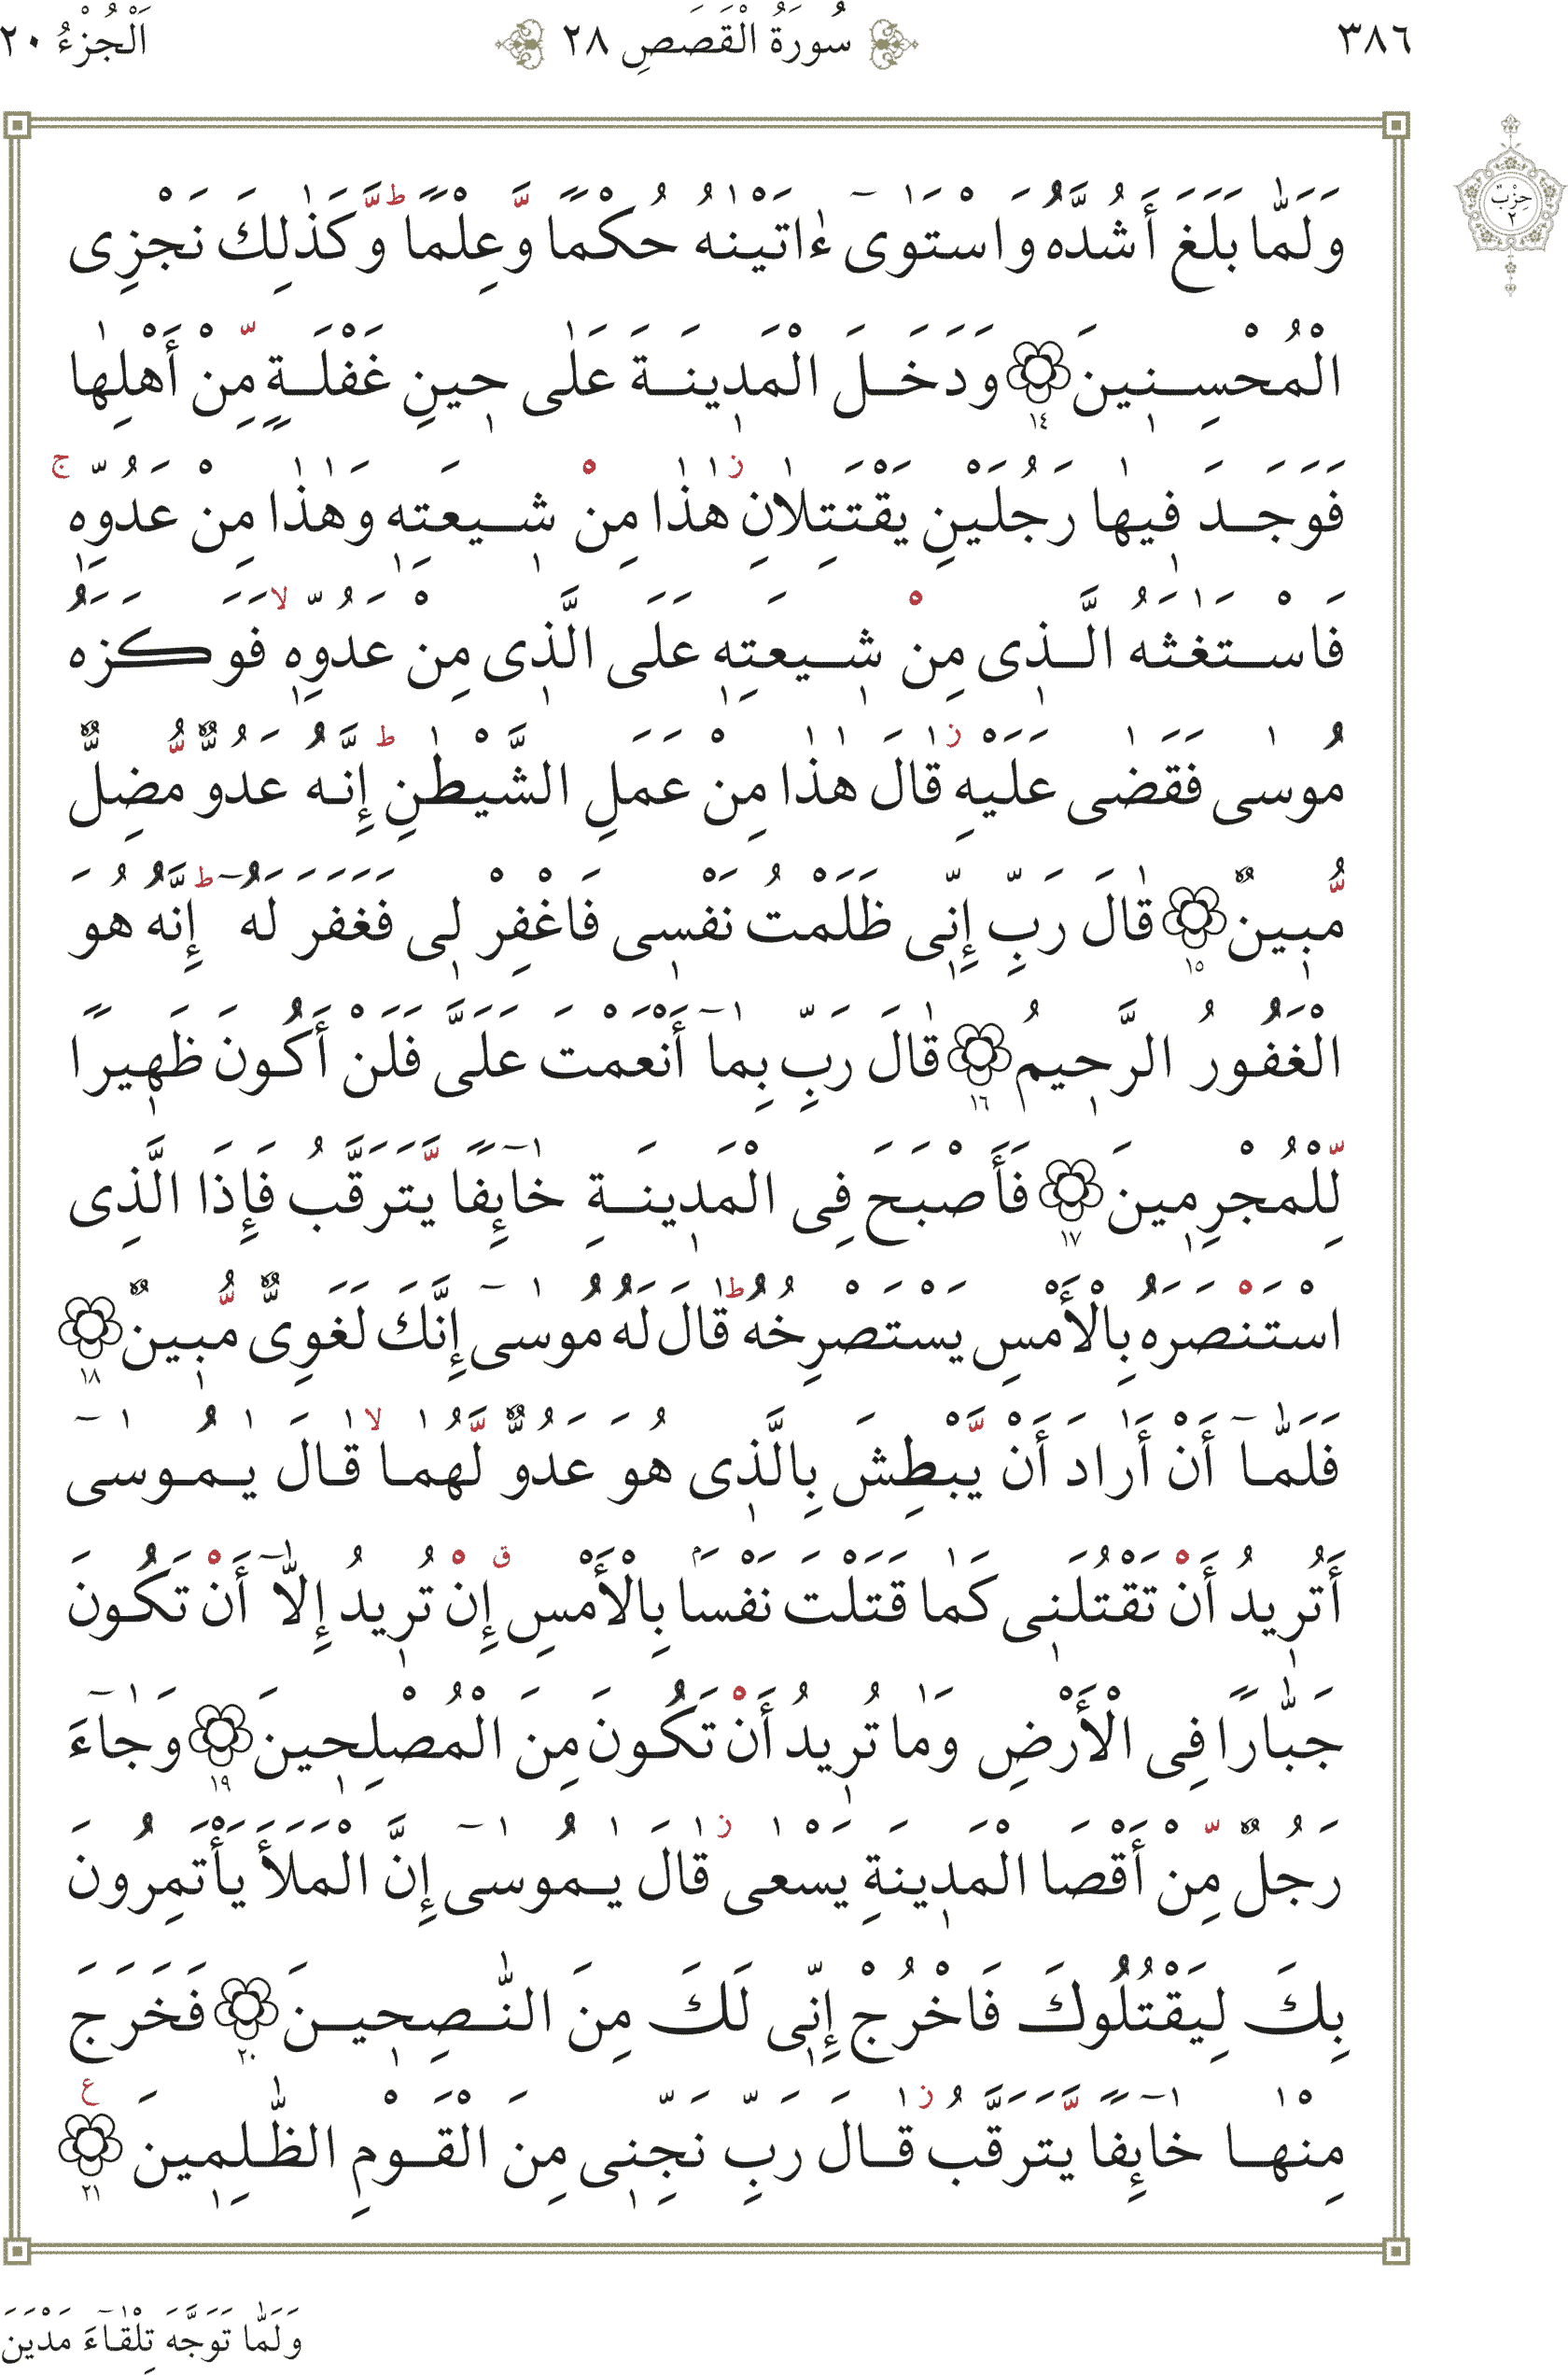 ٣٨٦ سُورَةُ الْقَصَصِ ٢٨ اَلْجُزْءُ ٢٠
حِزْبٌ ٢
وَلَمَّا بَلَغَ أَشُدَّهُ وَاسْتَوٰىٓ ءٰاتَيْنٰهُ حُكْمًا وَّعِلْمًا ۗ وَّكَذٰلِكَ نَجْزِى
الْمُحْسِنِينَ ١٤ وَدَخَلَ الْمَدِينَةَ عَلٰى حِينِ غَفْلَةٍ مِّنْ أَهْلِهَا
فَوَجَدَ فِيهَا رَجُلَيْنِ يَقْتَتِلَانِ ز هٰذَا مِنْ شِيعَتِهٖ وَهٰذَا مِنْ عَدُوِّهٖ ج
فَاسْتَغٰثَهُ الَّذِى مِنْ شِيعَتِهٖ عَلَى الَّذِى مِنْ عَدُوِّهٖ لا فَوَكَزَهُ
مُوسٰى فَقَضٰى عَلَيْهِ ز قَالَ هٰذَا مِنْ عَمَلِ الشَّيْطٰنِ ط إِنَّهُ عَدُوٌّ مُّضِلٌّ
مُّبِينٌ ١٥ قَالَ رَبِّ إِنِّى ظَلَمْتُ نَفْسِى فَاغْفِرْ لِى فَغَفَرَ لَهُٓ ط إِنَّهُ هُوَ
الْغَفُورُ الرَّحِيمُ ١٦ قَالَ رَبِّ بِمَآ أَنْعَمْتَ عَلَىَّ فَلَنْ أَكُونَ ظَهِيرًا
لِّلْمُجْرِمِينَ ١٧ فَأَصْبَحَ فِى الْمَدِينَةِ خَآئِفًا يَّتَرَقَّبُ فَإِذَا الَّذِى
اسْتَنْصَرَهُ بِالْأَمْسِ يَسْتَصْرِخُهُ ط قَالَ لَهُ مُوسٰىٓ إِنَّكَ لَغَوِىٌّ مُّبِينٌ ١٨
فَلَمَّآ أَنْ أَرَادَ أَنْ يَّبْطِشَ بِالَّذِى هُوَ عَدُوٌّ لَّهُمَا لا قَالَ يٰمُوسٰىٓ
أَتُرِيدُ أَنْ تَقْتُلَنِى كَمَا قَتَلْتَ نَفْسًۢا بِالْأَمْسِ ق إِنْ تُرِيدُ إِلَّآ أَنْ تَكُونَ
جَبَّارًا فِى الْأَرْضِ وَمَا تُرِيدُ أَنْ تَكُونَ مِنَ الْمُصْلِحِينَ ١٩ وَجَآءَ
رَجُلٌ مِّنْ أَقْصَا الْمَدِينَةِ يَسْعٰى ز قَالَ يٰمُوسٰىٓ إِنَّ الْمَلَأَ يَأْتَمِرُونَ
بِكَ لِيَقْتُلُوكَ فَاخْرُجْ إِنِّى لَكَ مِنَ النّٰصِحِينَ ٢٠ فَخَرَجَ
مِنْهَا خَآئِفًا يَّتَرَقَّبُ ز قَالَ رَبِّ نَجِّنِى مِنَ الْقَوْمِ الظّٰلِمِينَ ٢١ ع
وَلَمَّا تَوَجَّهَ تِلْقَآءَ مَدْيَنَ